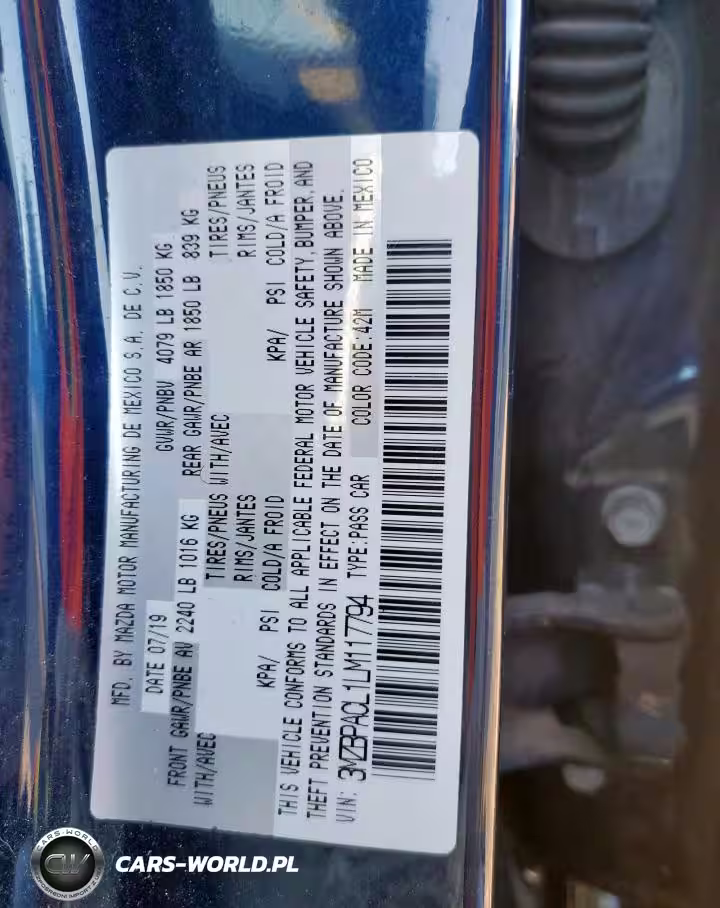 MFD. BY MAZDA MOTOR MANUFACTURING DE MEXICO S.A. DE C.V.
DATE 07/19 GVWR/PNBV 4079 LB 1850 KG
FRONT GAWR/PNBE AV 2240 LB 1016 KG REAR GAWR/PNBE AR 1850 LB 839 KG
WITH/AVEC TIRES/PNEUS WITH/AVEC TIRES/PNEUS
RIMS/JANTES RIMS/JANTES
KPA/ PSI COLD/A FROID KPA/ PSI COLD/A FROID
THIS VEHICLE CONFORMS TO ALL APPLICABLE FEDERAL MOTOR VEHICLE SAFETY, BUMPER, AND
THEFT PREVENTION STANDARDS IN EFFECT ON THE DATE OF MANUFACTURE SHOWN ABOVE.
VIN: 3MZBPAQL1LM117794 TYPE:PASS CAR COLOR CODE:42M MADE IN MEXICO
CARS-WORLD
CW
CARS-WORLD.PL